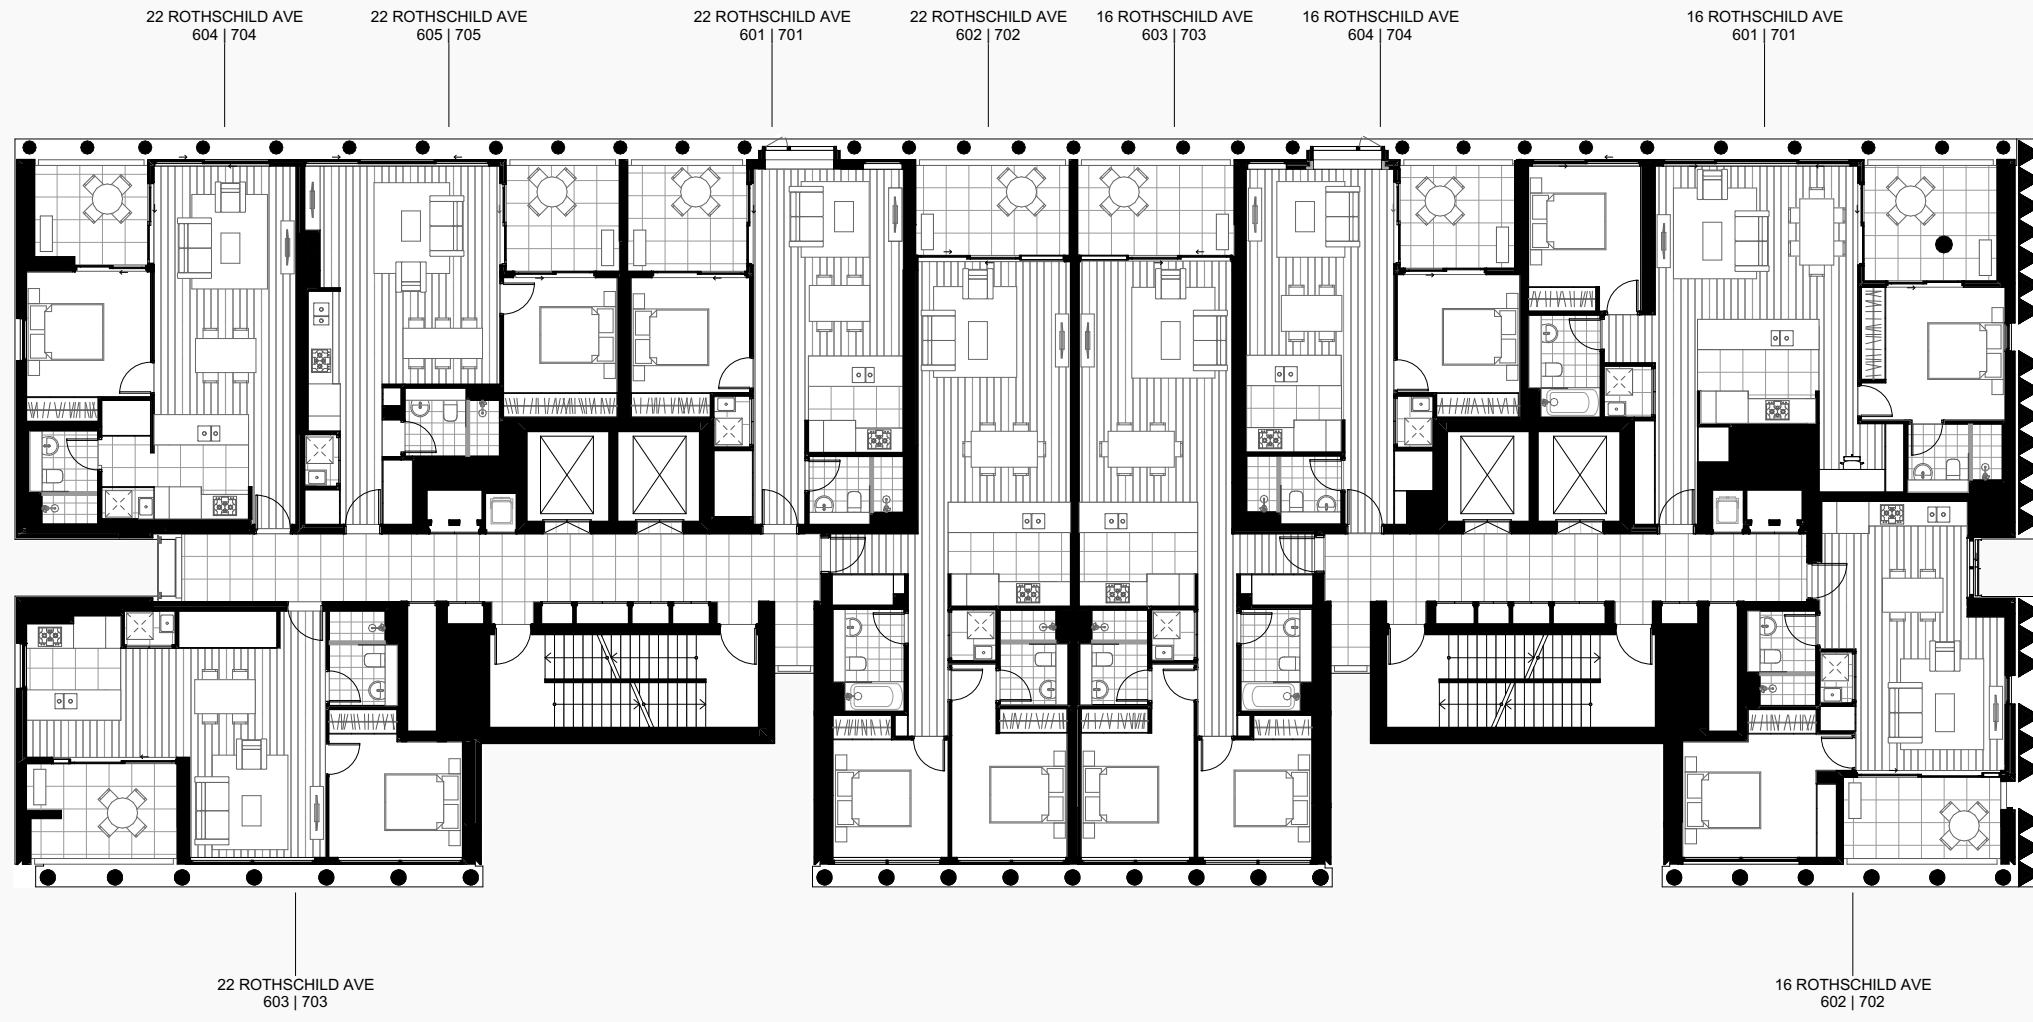 22 ROTHSCHILD AVE
604 | 704
22 ROTHSCHILD AVE
605 | 705
22 ROTHSCHILD AVE
601 | 701
22 ROTHSCHILD AVE
602 | 702
16 ROTHSCHILD AVE
603 | 703
16 ROTHSCHILD AVE
604 | 704
16 ROTHSCHILD AVE
601 | 701
22 ROTHSCHILD AVE
603 | 703
16 ROTHSCHILD AVE
602 | 702